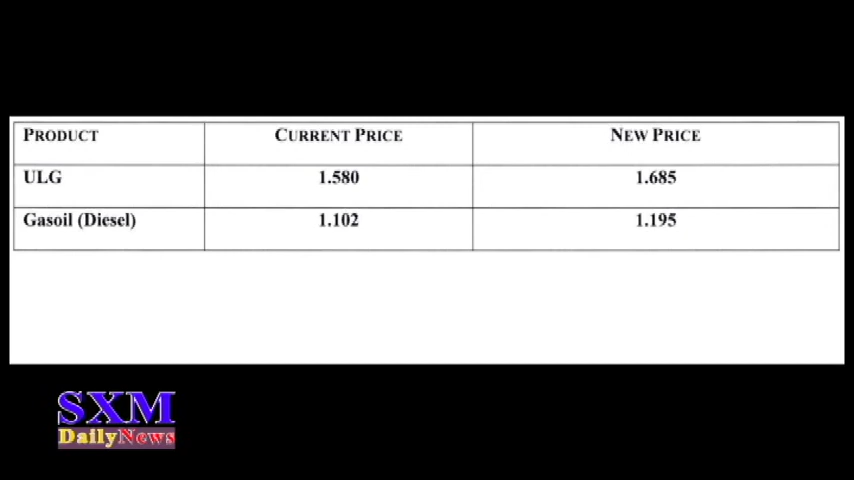 PRODUCT CURRENT PRICE NEW PRICE
ULG 1.580 1.685
Gasoil (Diesel) 1.102 1.195
SXM
DailyNews